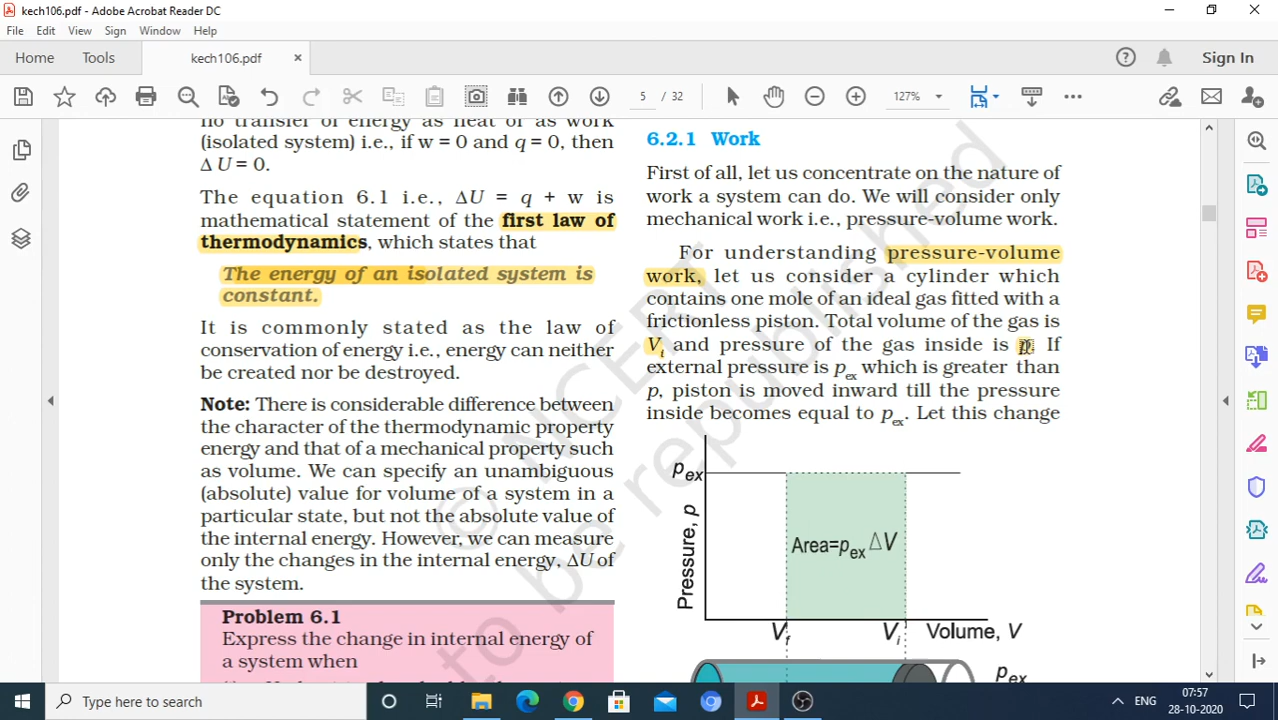 kech106.pdf - Adobe Acrobat Reader DC
File Edit View Sign Window Help
Home Tools kech106.pdf × ? Sign In
5 / 32 127%
no transfer of energy as heat or as work
(isolated system) i.e., if w = 0 and q = 0, then
Δ U = 0.
The equation 6.1 i.e., ΔU = q + w is
mathematical statement of the first law of
thermodynamics, which states that
The energy of an isolated system is
constant.
It is commonly stated as the law of
conservation of energy i.e., energy can neither
be created nor be destroyed.
Note: There is considerable difference between
the character of the thermodynamic property
energy and that of a mechanical property such
as volume. We can specify an unambiguous
(absolute) value for volume of a system in a
particular state, but not the absolute value of
the internal energy. However, we can measure
only the changes in the internal energy, ΔU of
the system.
Problem 6.1
Express the change in internal energy of
a system when
6.2.1 Work
First of all, let us concentrate on the nature of
work a system can do. We will consider only
mechanical work i.e., pressure-volume work.
For understanding pressure-volume
work, let us consider a cylinder which
contains one mole of an ideal gas fitted with a
frictionless piston. Total volume of the gas is
Vi and pressure of the gas inside is p. If
external pressure is pex which is greater than
p, piston is moved inward till the pressure
inside becomes equal to pex. Let this change
pex
Pressure, p
Area=pex ΔV
Vf Vi Volume, V
pex
© NCERT
not to be republished
Type here to search
ENG 07:57
28-10-2020